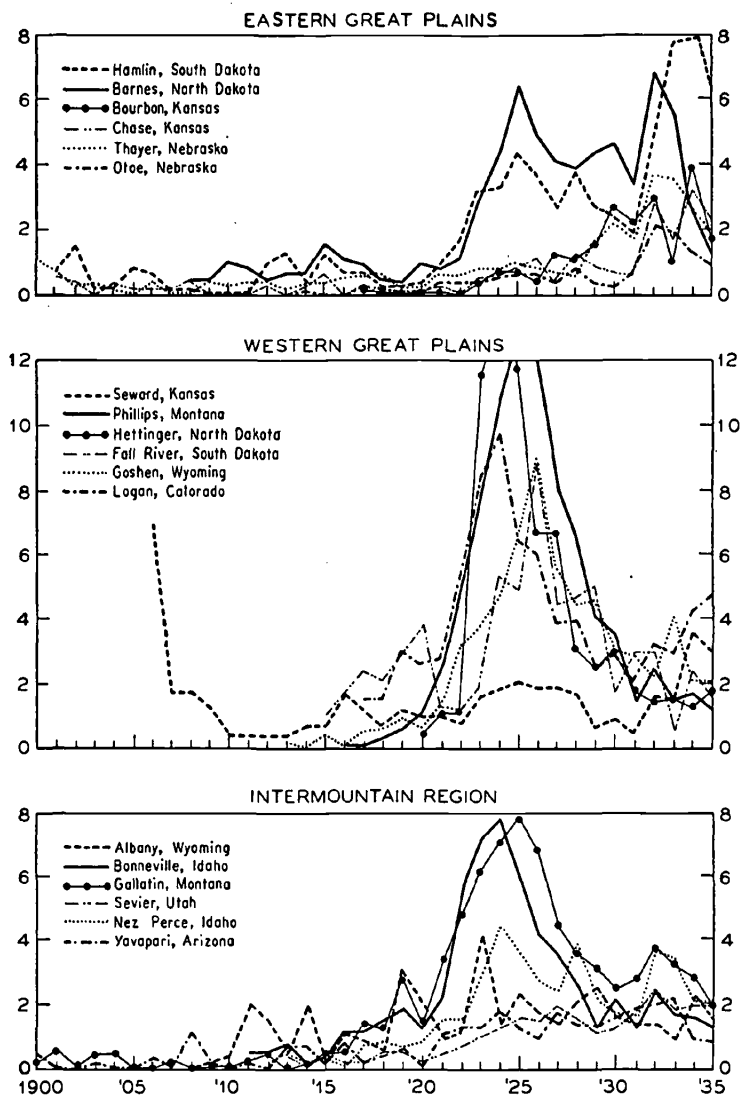 EASTERN GREAT PLAINS
8
6
4
2
0
8
6
4
2
0
Hamlin, South Dakota
Barnes, North Dakota
Bourbon, Kansas
Chase, Kansas
Thayer, Nebraska
Otoe, Nebraska
WESTERN GREAT PLAINS
12
10
8
6
4
2
0
12
10
8
6
4
2
0
Seward, Kansas
Phillips, Montana
Hettinger, North Dakota
Fall River, South Dakota
Goshen, Wyoming
Logan, Colorado
INTERMOUNTAIN REGION
8
6
4
2
0
8
6
4
2
0
Albany, Wyoming
Bonneville, Idaho
Gallatin, Montana
Sevier, Utah
Nez Perce, Idaho
Yavapari, Arizona
1900 '05 '10 '15 '20 '25 '30 '35